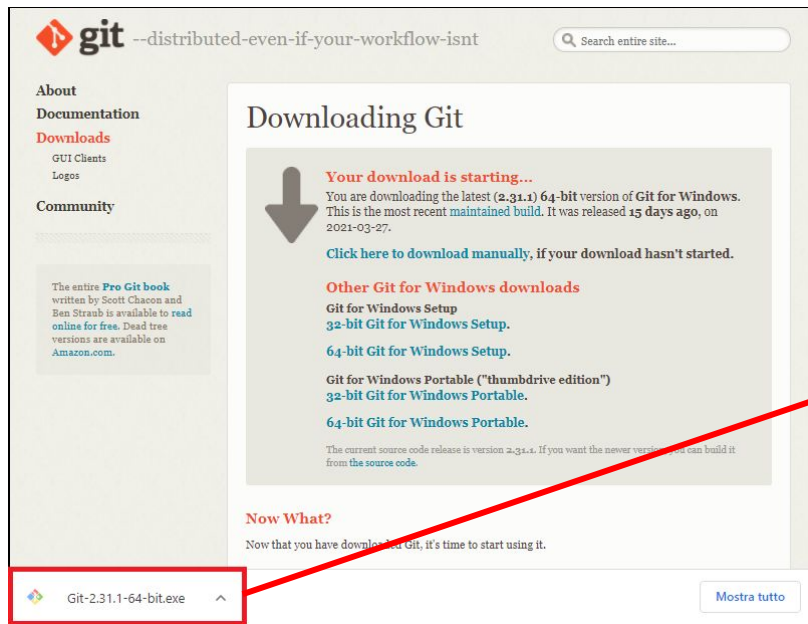 git --distributed-even-if-your-workflow-isnt
Search entire site...
About
Documentation
Downloads
GUI Clients
Logos
Community
The entire Pro Git book
written by Scott Chacon and
Ben Straub is available to read
online for free. Dead tree
versions are available on
Amazon.com.
Downloading Git
Your download is starting...
You are downloading the latest (2.31.1) 64-bit version of Git for Windows.
This is the most recent maintained build. It was released 15 days ago, on
2021-03-27.
Click here to download manually, if your download hasn't started.
Other Git for Windows downloads
Git for Windows Setup
32-bit Git for Windows Setup.
64-bit Git for Windows Setup.
Git for Windows Portable ("thumbdrive edition")
32-bit Git for Windows Portable.
64-bit Git for Windows Portable.
The current source code release is version 2.31.1. If you want the newer version, you can build it
from the source code.
Now What?
Now that you have downloaded Git, it's time to start using it.
Git-2.31.1-64-bit.exe
Mostra tutto